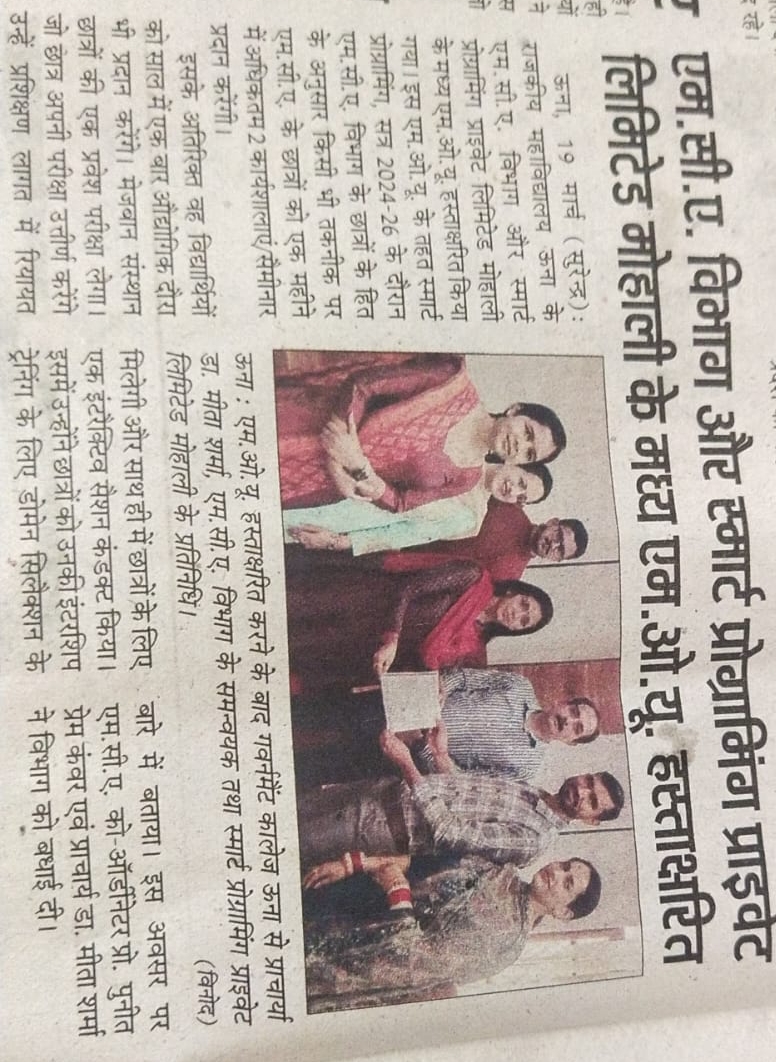 द रहे।
एम.सी.ए. विभाग और स्मार्ट प्रोग्रामिंग प्राइवेट
लिमिटेड मोहाली के मध्य एम.ओ.यू. हस्ताक्षरित
है।
ही
यों
ने
स
ऊना, 19 मार्च (सुरेन्द्र):
राजकीय महाविद्यालय ऊना के
एम.सी.ए. विभाग और स्मार्ट
प्रोग्रामिंग प्राइवेट लिमिटेड मोहाली
के मध्य एम.ओ.यू. हस्ताक्षरित किया
गया। इस एम.ओ.यू. के तहत स्मार्ट
प्रोग्रामिंग, सत्र 2024-26 के दौरान
एम.सी.ए. विभाग के छात्रों के हित
के अनुसार किसी भी तकनीक पर
एम.सी.ए. के छात्रों को एक महीने
में अधिकतम 2 कार्यशालाएं/सैमीनार
प्रदान करेंगी।
इसके अतिरिक्त वह विद्यार्थियों
को साल में एक बार औद्योगिक दौरा
भी प्रदान करेंगे। मेजबान संस्थान
छात्रों की एक प्रवेश परीक्षा लेगा।
जो छात्र अपनी परीक्षा उत्तीर्ण करेंगे
उन्हें प्रशिक्षण लागत में रियायत
ऊना : एम.ओ.यू. हस्ताक्षरित करने के बाद गवर्नमैंट कालेज ऊना से प्राचार्या
डा. मीता शर्मा, एम.सी.ए. विभाग के समन्वयक तथा स्मार्ट प्रोग्रामिंग प्राइवेट
लिमिटेड मोहाली के प्रतिनिधि। (विनोद)
मिलेगी और साथ ही में छात्रों के लिए
एक इंटरैक्टिव सैशन कंडक्ट किया।
इसमें उन्होंने छात्रों को उनकी इंटरशिप
ट्रेनिंग के लिए डोमेन सिलैक्शन के
बारे में बताया। इस अवसर पर
एम.सी.ए. को-ऑर्डीनेटर प्रो. पुनीत
प्रेम कंवर एवं प्राचार्य डा. मीता शर्मा
ने विभाग को बधाई दी।